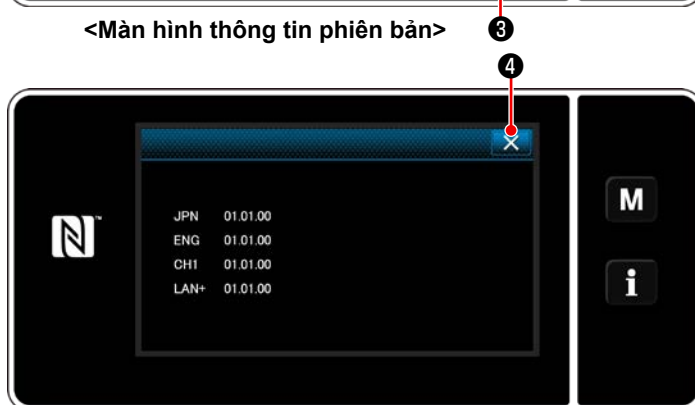 <Màn hình thông tin phiên bản> ❸
❹
JPN 01.01.00
ENG 01.01.00
CH1 01.01.00
LAN+ 01.01.00
N™
M
i